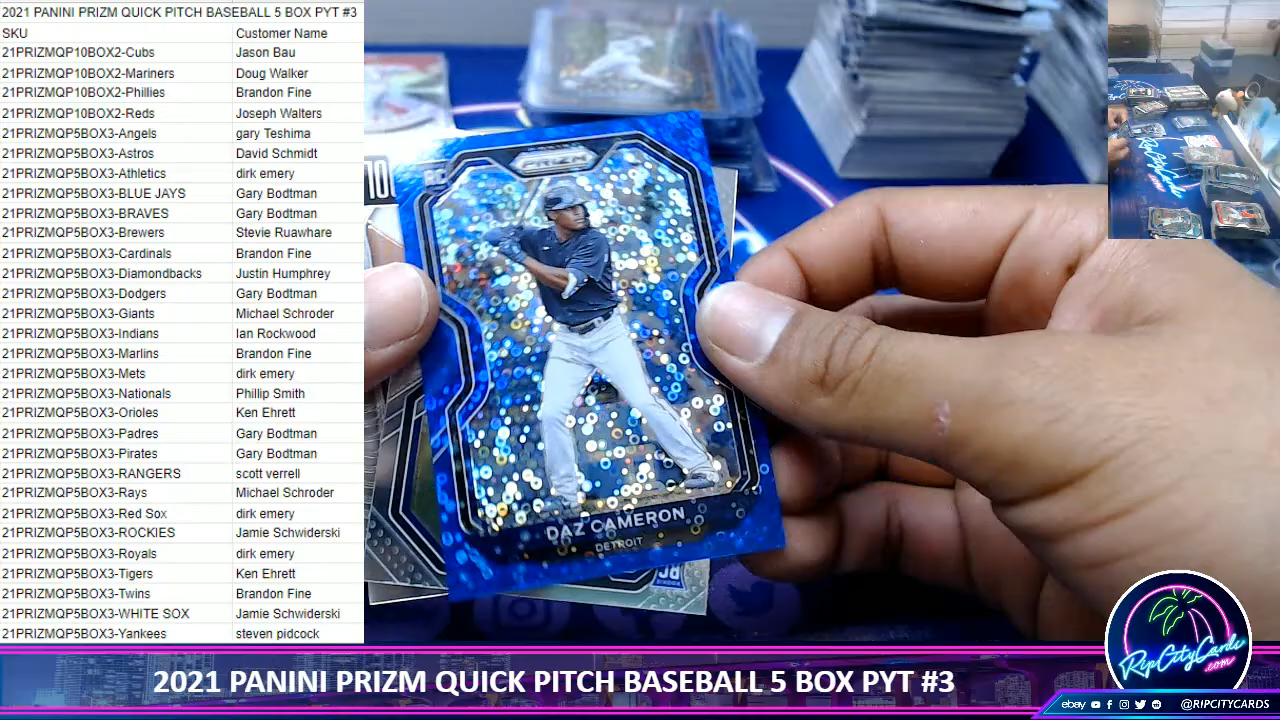 2021 PANINI PRIZM QUICK PITCH BASEBALL 5 BOX PYT #3
SKU Customer Name
21PRIZMQP10BOX2-Cubs Jason Bau
21PRIZMQP10BOX2-Mariners Doug Walker
21PRIZMQP10BOX2-Phillies Brandon Fine
21PRIZMQP10BOX2-Reds Joseph Walters
21PRIZMQP5BOX3-Angels gary Teshima
21PRIZMQP5BOX3-Astros David Schmidt
21PRIZMQP5BOX3-Athletics dirk emery
21PRIZMQP5BOX3-BLUE JAYS Gary Bodtman
21PRIZMQP5BOX3-BRAVES Gary Bodtman
21PRIZMQP5BOX3-Brewers Stevie Ruawhare
21PRIZMQP5BOX3-Cardinals Brandon Fine
21PRIZMQP5BOX3-Diamondbacks Justin Humphrey
21PRIZMQP5BOX3-Dodgers Gary Bodtman
21PRIZMQP5BOX3-Giants Michael Schroder
21PRIZMQP5BOX3-Indians Ian Rockwood
21PRIZMQP5BOX3-Marlins Brandon Fine
21PRIZMQP5BOX3-Mets dirk emery
21PRIZMQP5BOX3-Nationals Phillip Smith
21PRIZMQP5BOX3-Orioles Ken Ehrett
21PRIZMQP5BOX3-Padres Gary Bodtman
21PRIZMQP5BOX3-Pirates Gary Bodtman
21PRIZMQP5BOX3-RANGERS scott verrell
21PRIZMQP5BOX3-Rays Michael Schroder
21PRIZMQP5BOX3-Red Sox dirk emery
21PRIZMQP5BOX3-ROCKIES Jamie Schwiderski
21PRIZMQP5BOX3-Royals dirk emery
21PRIZMQP5BOX3-Tigers Ken Ehrett
21PRIZMQP5BOX3-Twins Brandon Fine
21PRIZMQP5BOX3-WHITE SOX Jamie Schwiderski
21PRIZMQP5BOX3-Yankees steven pidcock
PRIZM
RC
DAZ CAMERON
DETROIT
RC
RipCityCards
.com
2021 PANINI PRIZM QUICK PITCH BASEBALL 5 BOX PYT #3
ebay @RIPCITYCARDS